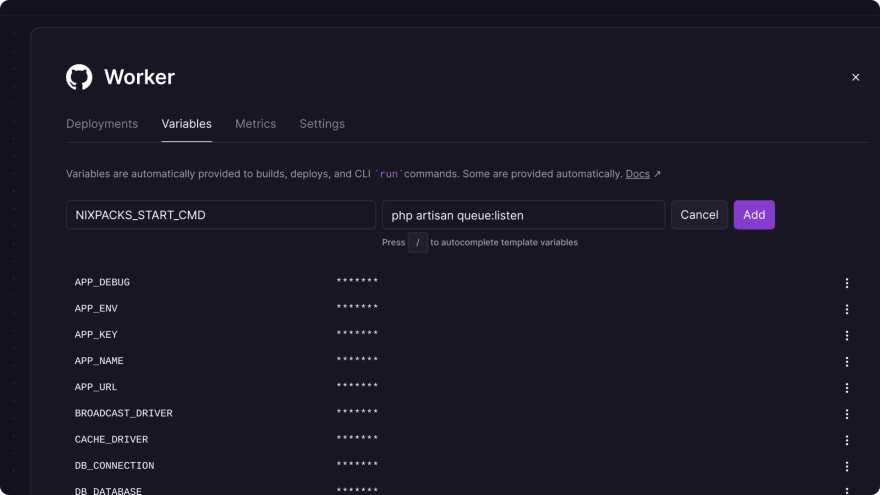 Worker
Deployments Variables Metrics Settings
Variables are automatically provided to builds, deploys, and CLI `run` commands. Some are provided automatically. Docs ↗
NIXPACKS_START_CMD php artisan queue:listen Cancel Add
Press / to autocomplete template variables
APP_DEBUG *******
APP_ENV *******
APP_KEY *******
APP_NAME *******
APP_URL *******
BROADCAST_DRIVER *******
CACHE_DRIVER *******
DB_CONNECTION *******
DB_DATABASE *******